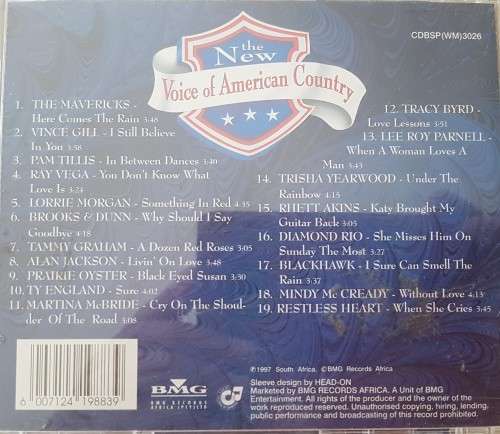 CDBSP(WM)3026
the
New
Voice of American Country
1. THE MAVERICKS -
Here Comes The Rain 3:48
2. VINCE GILL - I Still Believe
In You 3:58
3. PAM TILLIS - In Between Dances 3:40
4. RAY VEGA - You Don't Know What
Love Is 3:24
5. LORRIE MORGAN - Something In Red 4:35
6. BROOKS & DUNN - Why Should I Say
Goodbye 4:18
7. TAMMY GRAHAM - A Dozen Red Roses 3:05
8. ALAN JACKSON - Livin' On Love 3:48
9. PRAIRIE OYSTER - Black Eyed Susan 3:30
10. TY ENGLAND - Sure 4:02
11. MARTINA McBRIDE - Cry On The Shoul-
der Of The Road 3:08
12. TRACY BYRD -
Love Lessons 3:51
13. LEE ROY PARNELL -
When A Woman Loves A
Man 3:43
14. TRISHA YEARWOOD - Under The
Rainbow 4:15
15. RHETT AKINS - Katy Brought My
Guitar Back 3:05
16. DIAMOND RIO - She Misses Him On
Sunday The Most 3:27
17. BLACKHAWK - I Sure Can Smell The
Rain 3:37
18. MINDY Mc CREADY - Without Love 4:13
19. RESTLESS HEART - When She Cries 3:45
6 007124 198839
BMG
BMG RECORDS
AFRICA (PTY)LTD
℗1997 South Africa. ©BMG Records Africa
Sleeve design by HEAD-ON
Marketed by BMG RECORDS AFRICA. A Unit of BMG
Entertainment.
All rights of the producer and the owner of the
work reproduced reserved. Unauthorised copying, hiring, lending,
public performance and broadcasting of this record prohibited.